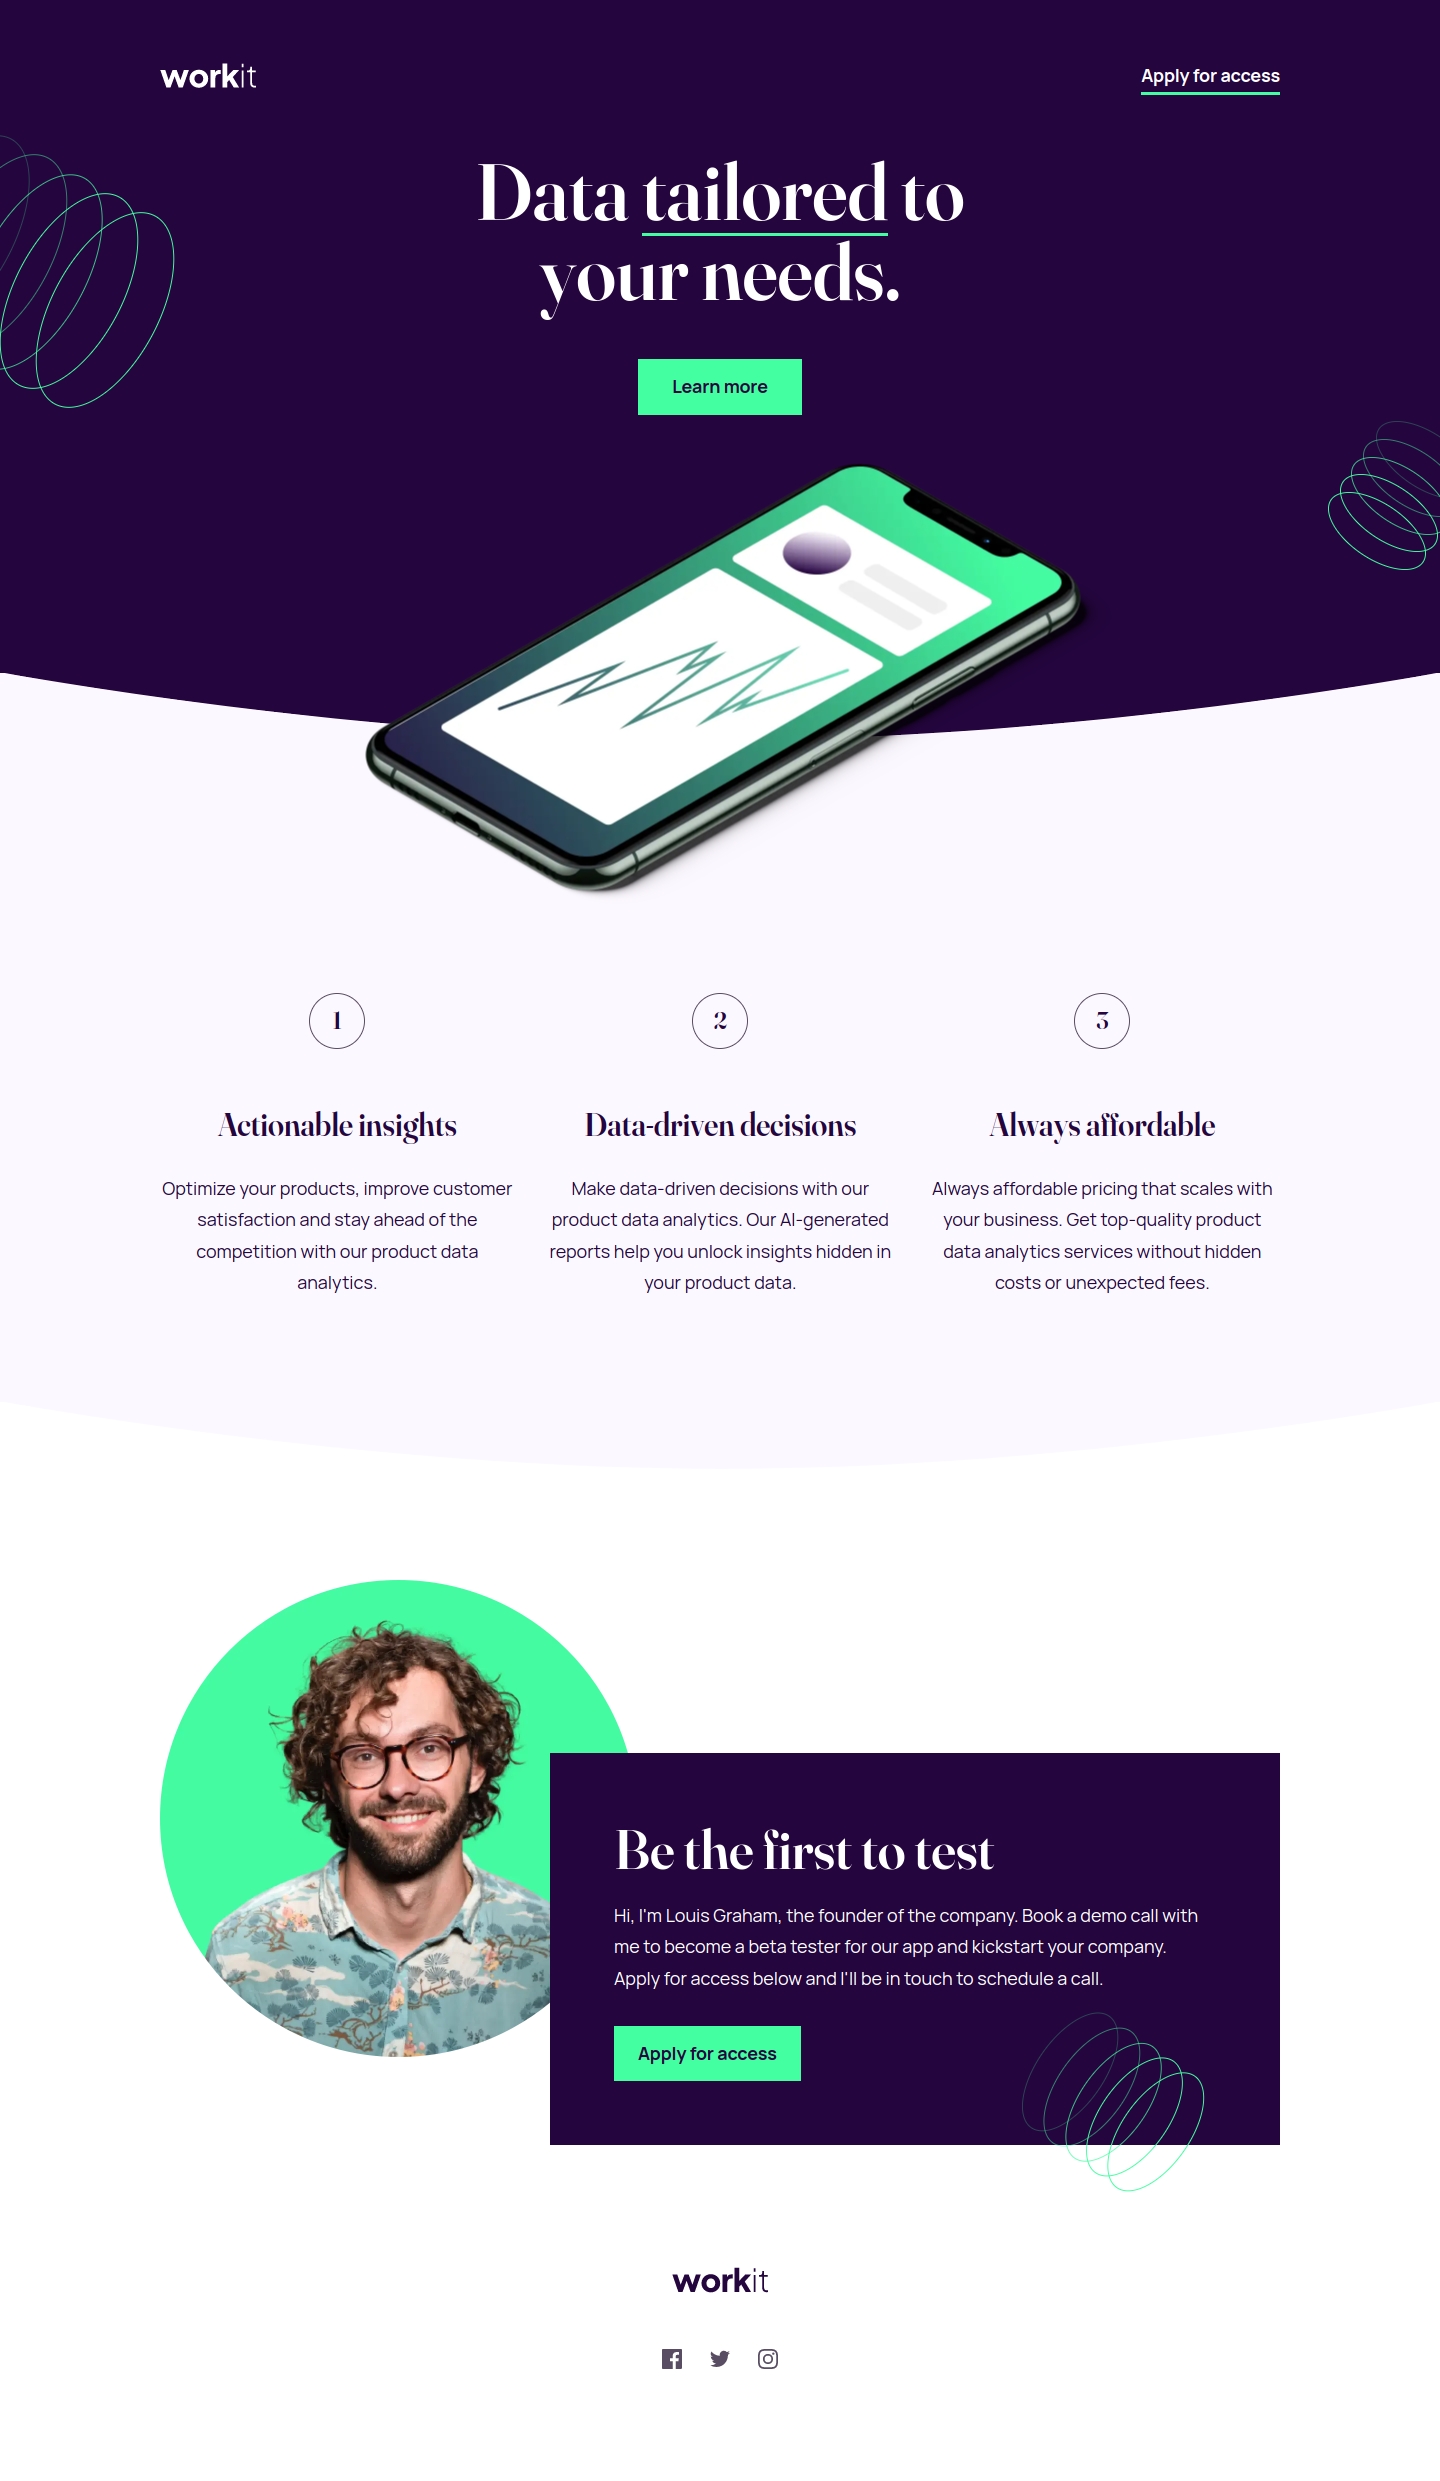 workit
Apply for access
Data tailored to
your needs.
Learn more
1
2
3
Actionable insights
Data-driven decisions
Always affordable
Optimize your products, improve customer
satisfaction and stay ahead of the
competition with our product data
analytics.
Make data-driven decisions with our
product data analytics. Our AI-generated
reports help you unlock insights hidden in
your product data.
Always affordable pricing that scales with
your business. Get top-quality product
data analytics services without hidden
costs or unexpected fees.
Be the first to test
Hi, I'm Louis Graham, the founder of the company. Book a demo call with
me to become a beta tester for our app and kickstart your company.
Apply for access below and I'll be in touch to schedule a call.
Apply for access
workit